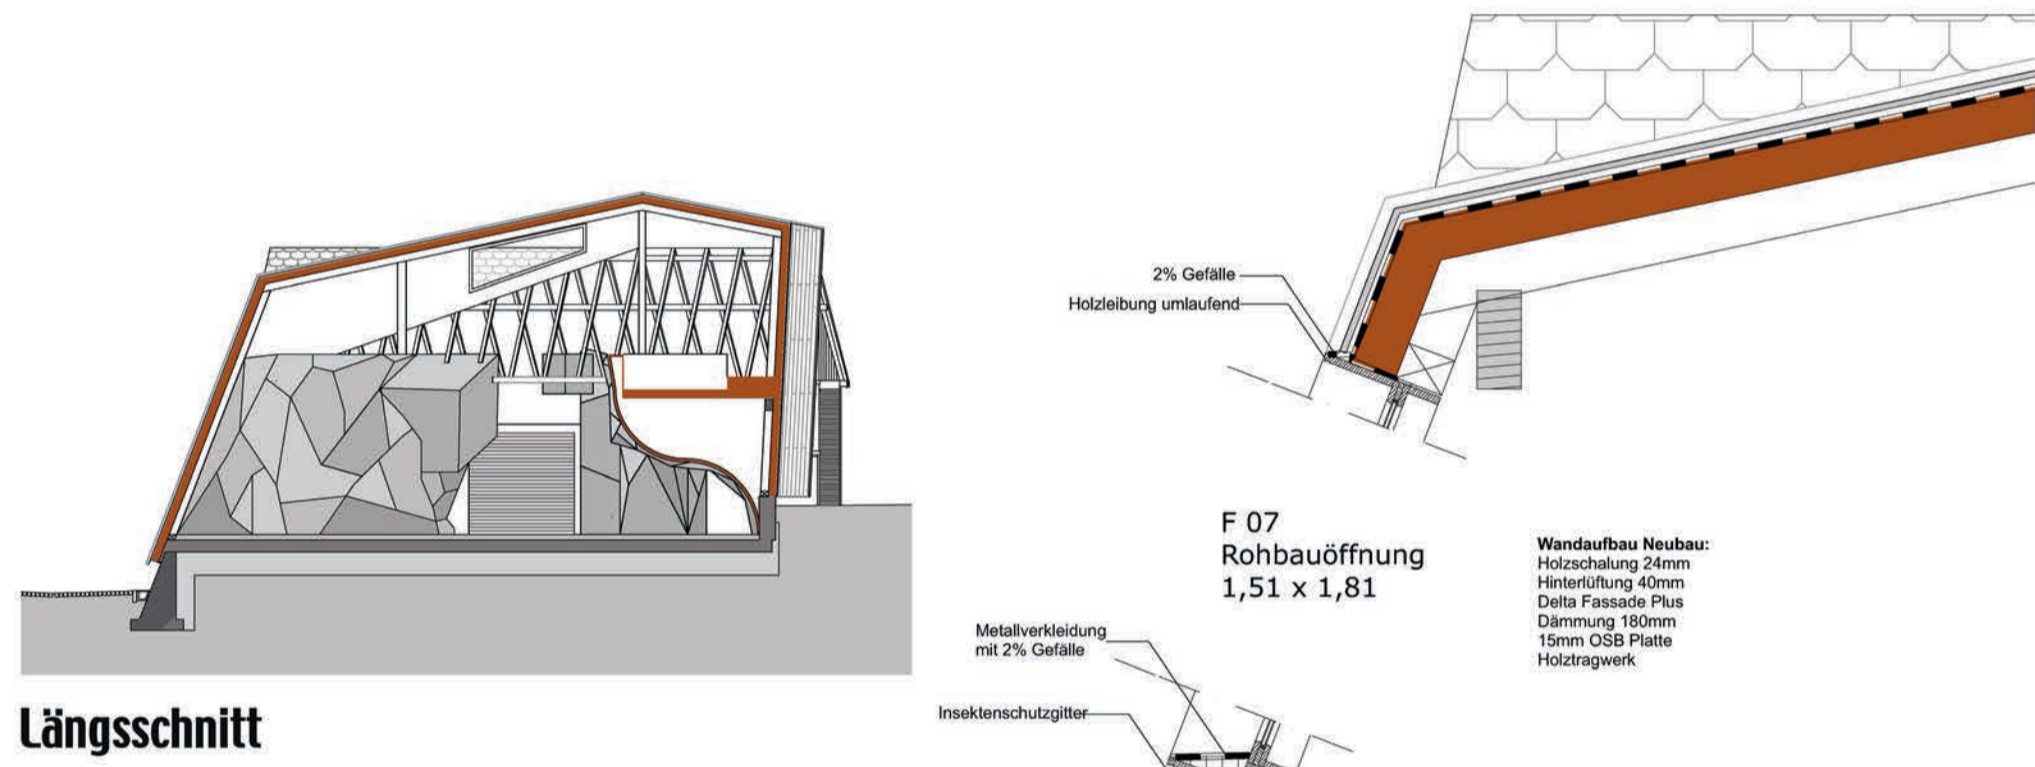 2% Gefälle
Holzleibung umlaufend
F 07
Rohbauöffnung
1,51 x 1,81
Wandaufbau Neubau:
Holzschalung 24mm
Hinterlüftung 40mm
Delta Fassade Plus
Dämmung 180mm
15mm OSB Platte
Holztragwerk
Metallverkleidung
mit 2% Gefälle
Insektenschutzgitter
Längsschnitt